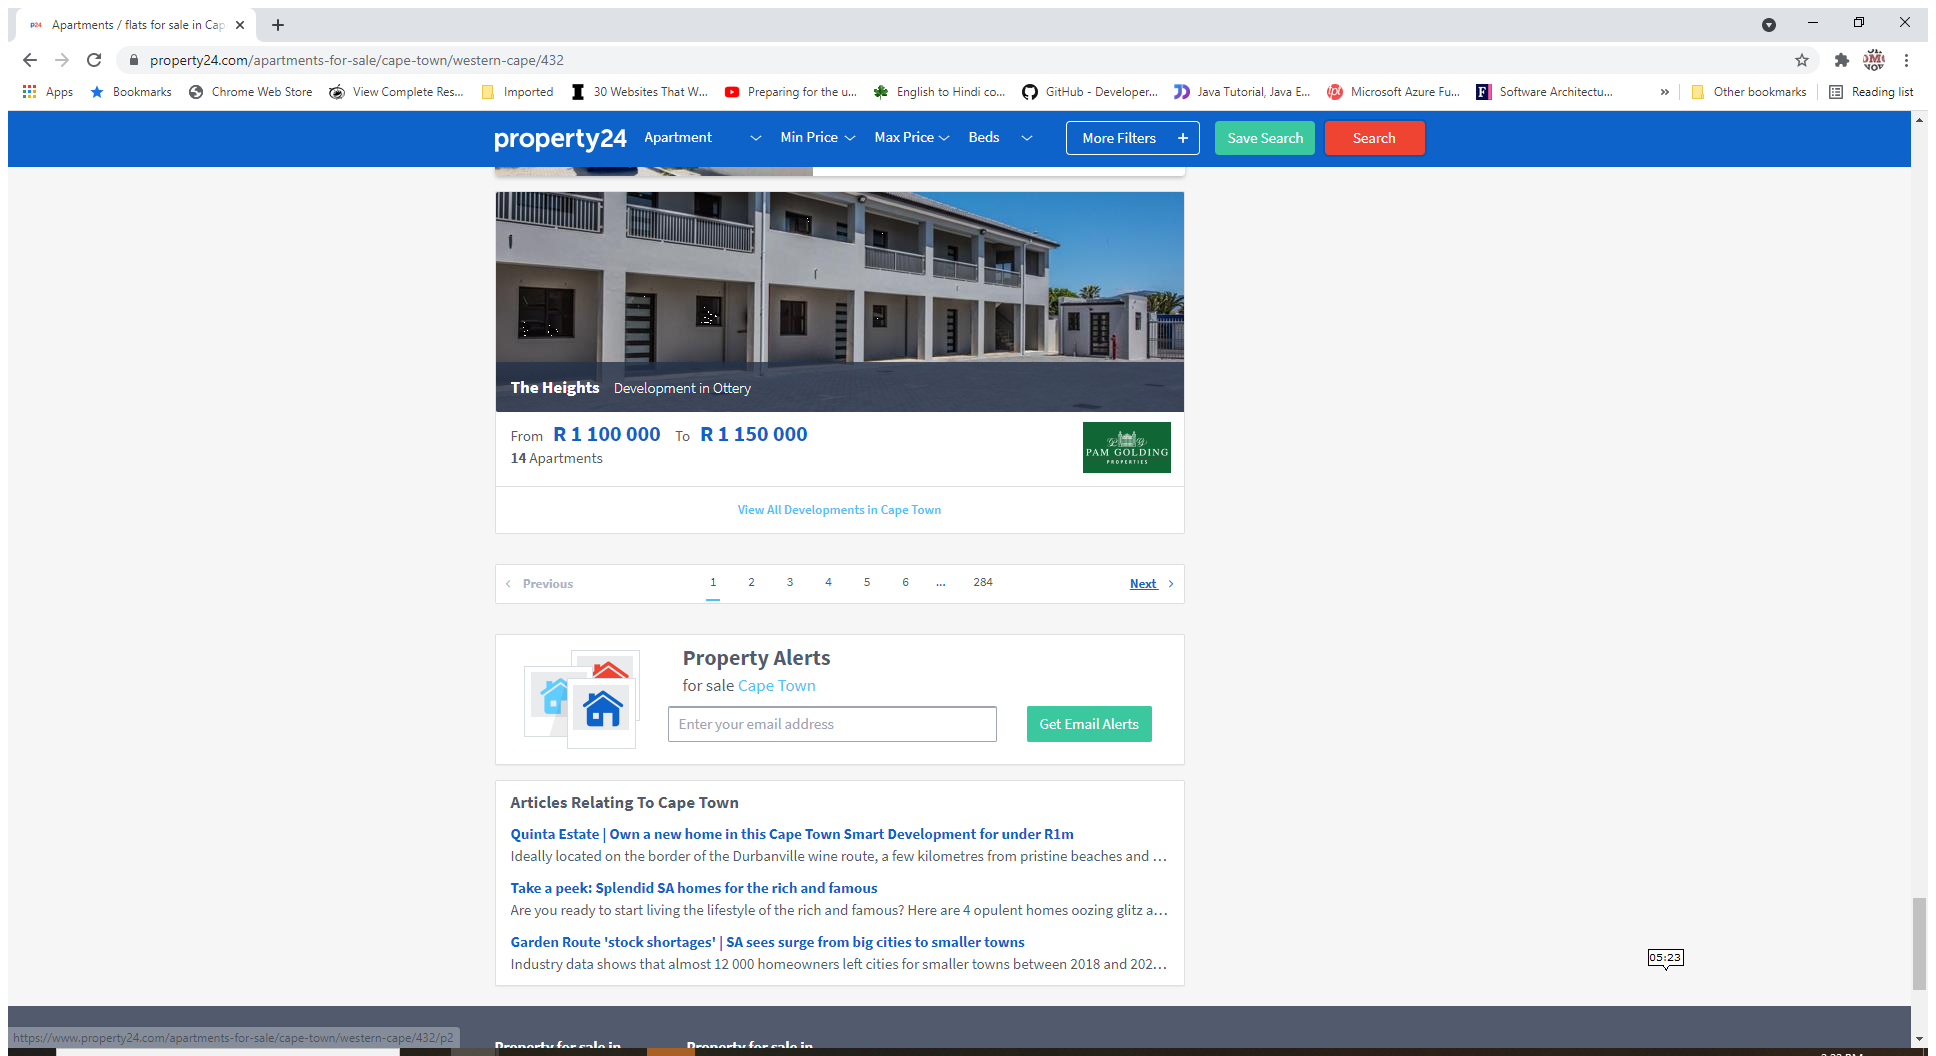 p24 Apartments / flats for sale in Cap
property24.com/apartments-for-sale/cape-town/western-cape/432
Apps Bookmarks Chrome Web Store View Complete Res... Imported 30 Websites That W... Preparing for the u... English to Hindi co... GitHub - Developer... Java Tutorial, Java E... Microsoft Azure Fu... Software Architectu... » Other bookmarks Reading list
property24 Apartment Min Price Max Price Beds More Filters + Save Search Search
The Heights Development in Ottery
From R 1 100 000 To R 1 150 000
14 Apartments
PAM GOLDING
PROPERTIES
View All Developments in Cape Town
Previous 1 2 3 4 5 6 ... 284 Next
Property Alerts
for sale Cape Town
Enter your email address Get Email Alerts
Articles Relating To Cape Town
Quinta Estate | Own a new home in this Cape Town Smart Development for under R1m
Ideally located on the border of the Durbanville wine route, a few kilometres from pristine beaches and ...
Take a peek: Splendid SA homes for the rich and famous
Are you ready to start living the lifestyle of the rich and famous? Here are 4 opulent homes oozing glitz a...
Garden Route 'stock shortages' | SA sees surge from big cities to smaller towns
Industry data shows that almost 12 000 homeowners left cities for smaller towns between 2018 and 202...
05:23
https://www.property24.com/apartments-for-sale/cape-town/western-cape/432/p2
Property for sale in Property for sale in